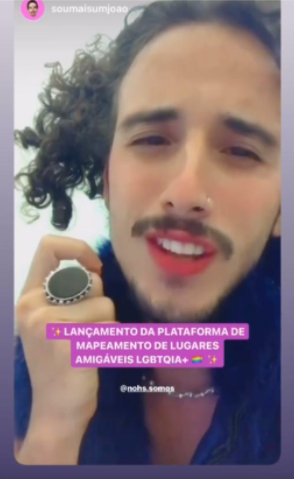 soumaisumjoao
✨LANÇAMENTO DA PLATAFORMA DE
MAPEAMENTO DE LUGARES
AMIGÁVEIS LGBTQIA+ 🏳️‍🌈 ✨
@nohs.somos